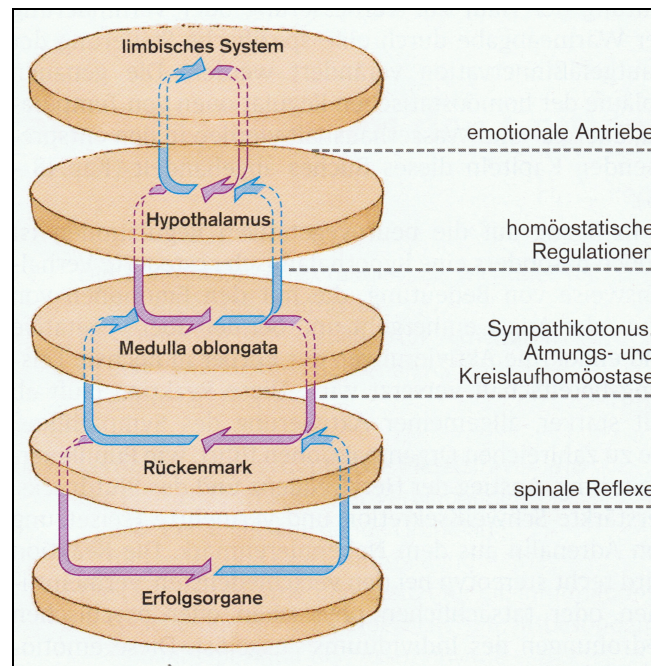 limbisches System
emotionale Antriebe
Hypothalamus
homöostatische
Regulationen
Medulla oblongata
Sympathikotonus,
Atmungs- und
Kreislaufhomöostase
Rückenmark
spinale Reflexe
Erfolgsorgane